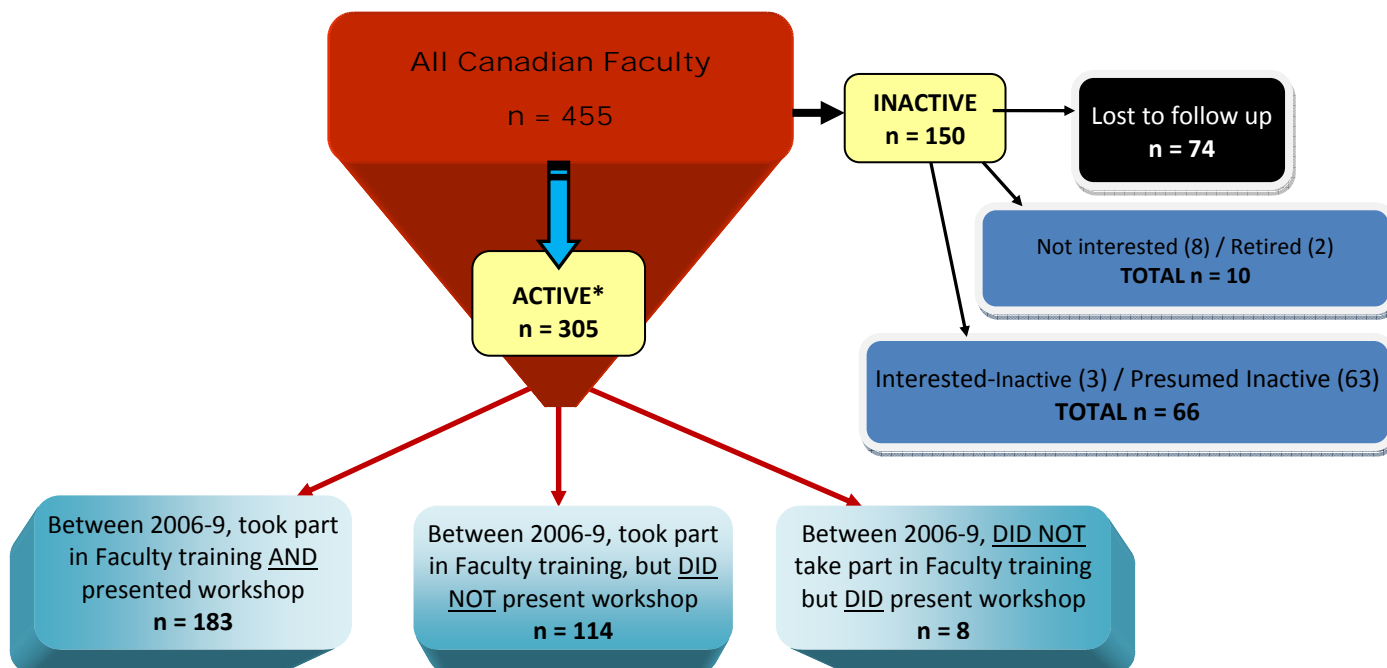 All Canadian Faculty
n = 455
INACTIVE
n = 150
Lost to follow up
n = 74
Not interested (8) / Retired (2)
TOTAL n = 10
ACTIVE*
n = 305
Interested-Inactive (3) / Presumed Inactive (63)
TOTAL n = 66
Between 2006-9, took part
in Faculty training AND
presented workshop
n = 183
Between 2006-9, took part
in Faculty training, but DID
NOT present workshop
n = 114
Between 2006-9, DID NOT
take part in Faculty training
but DID present workshop
n = 8